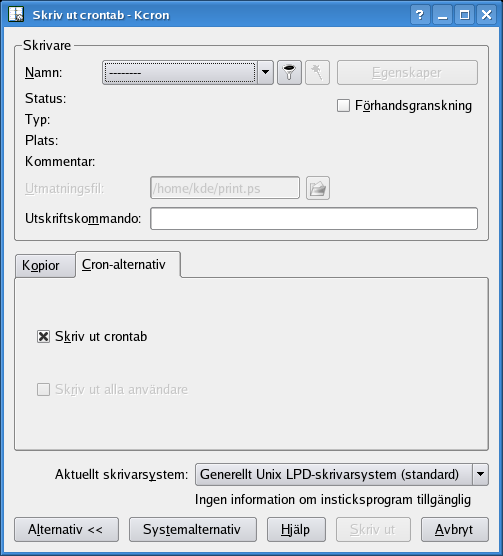 Skriv ut crontab - Kcron
Skrivare
Namn: --------
Egenskaper
Status:
Förhandsgranskning
Typ:
Plats:
Kommentar:
Utmatningsfil: /home/kde/print.ps
Utskriftskommando:
Kopior Cron-alternativ
Skriv ut crontab
Skriv ut alla användare
Aktuellt skrivarsystem: Generellt Unix LPD-skrivarsystem (standard)
Ingen information om insticksprogram tillgänglig
Alternativ << Systemalternativ Hjälp Skriv ut Avbryt